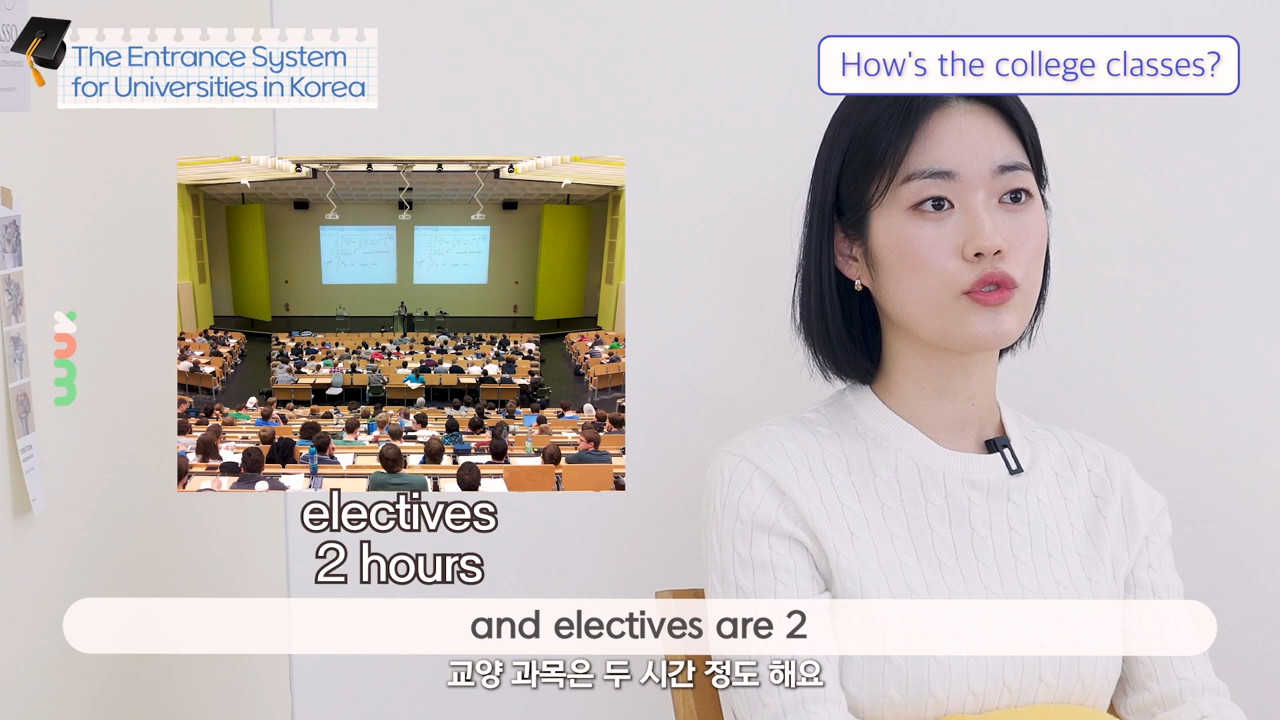 The Entrance System
for Universities in Korea
How's the college classes?
electives
2 hours
and electives are 2
교양 과목은 두 시간 정도 해요